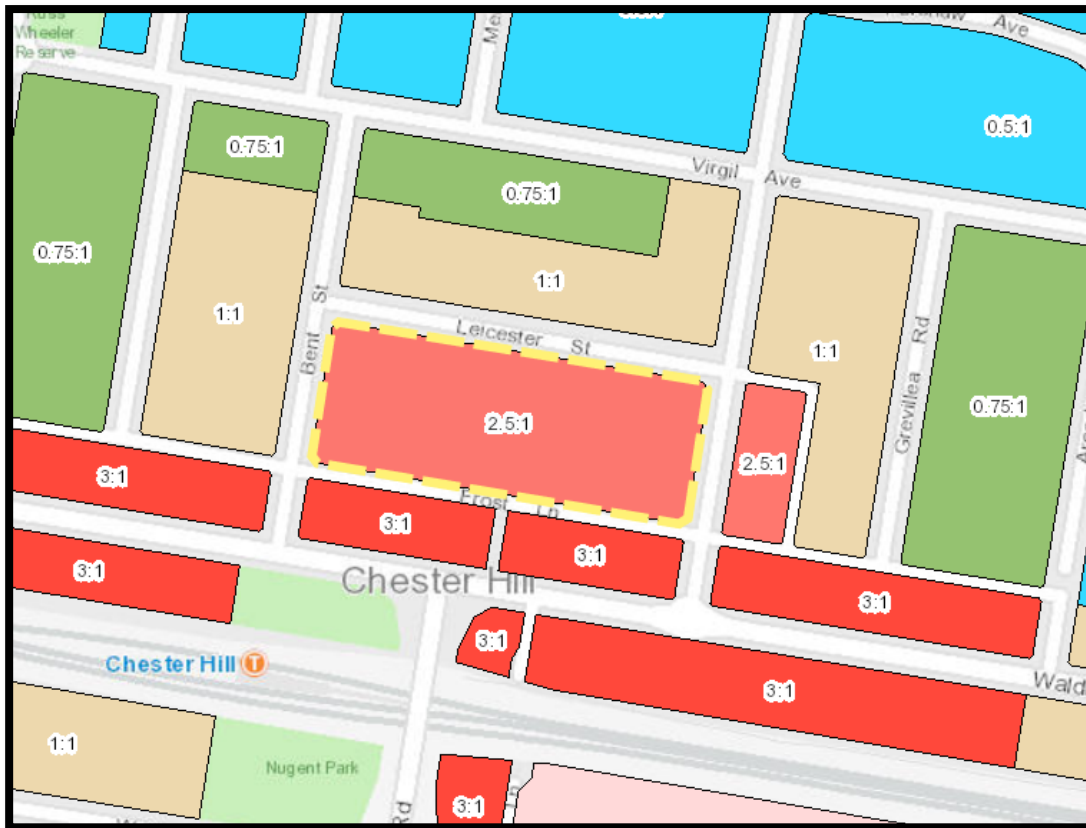 Wheeler
Reserve
Ave
0.5:1
Virgil Ave
0.75:1
0.75:1
0.75:1
1:1
1:1
Bent St
Leicester St
1:1
Grevillea Rd
0.75:1
2.5:1
2.5:1
3:1
Frost Ln
3:1
3:1
3:1
Chester Hill
3:1
3:1
Chester Hill T
3:1
Wald
1:1
Nugent Park
Rd
3:1
Ln